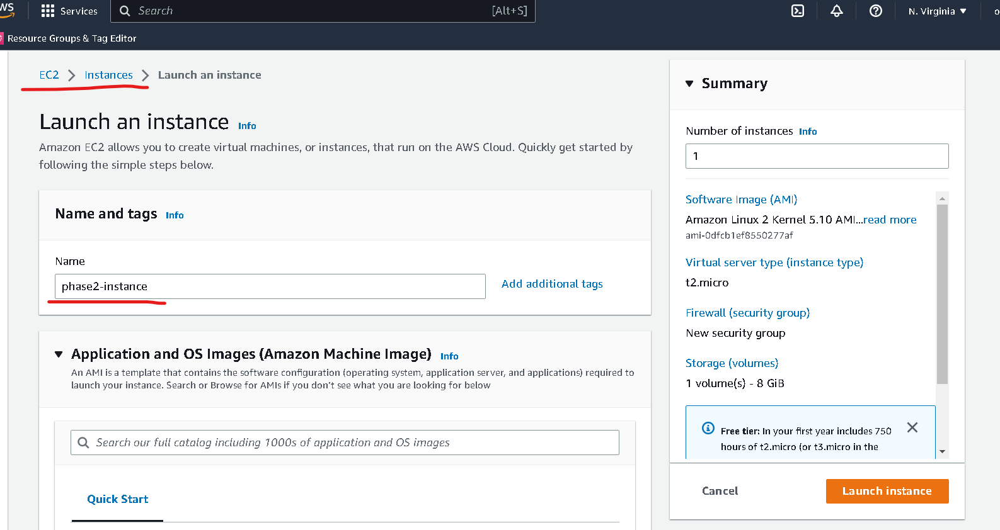 Services
Search
[Alt+S]
N. Virginia
Resource Groups & Tag Editor
EC2 > Instances > Launch an instance
Launch an instance Info
Amazon EC2 allows you to create virtual machines, or instances, that run on the AWS Cloud. Quickly get started by
following the simple steps below.
Name and tags Info
Name
phase2-instance
Add additional tags
Application and OS Images (Amazon Machine Image) Info
An AMI is a template that contains the software configuration (operating system, application server, and applications) required to
launch your instance. Search or Browse for AMIs if you don't see what you are looking for below
Search our full catalog including 1000s of application and OS images
Quick Start
Summary
Number of instances Info
1
Software Image (AMI)
Amazon Linux 2 Kernel 5.10 AMI...read more
ami-0dfcb1ef8550277af
Virtual server type (instance type)
t2.micro
Firewall (security group)
New security group
Storage (volumes)
1 volume(s) - 8 GiB
Free tier: In your first year includes 750
hours of t2.micro (or t3.micro in the
Cancel
Launch instance